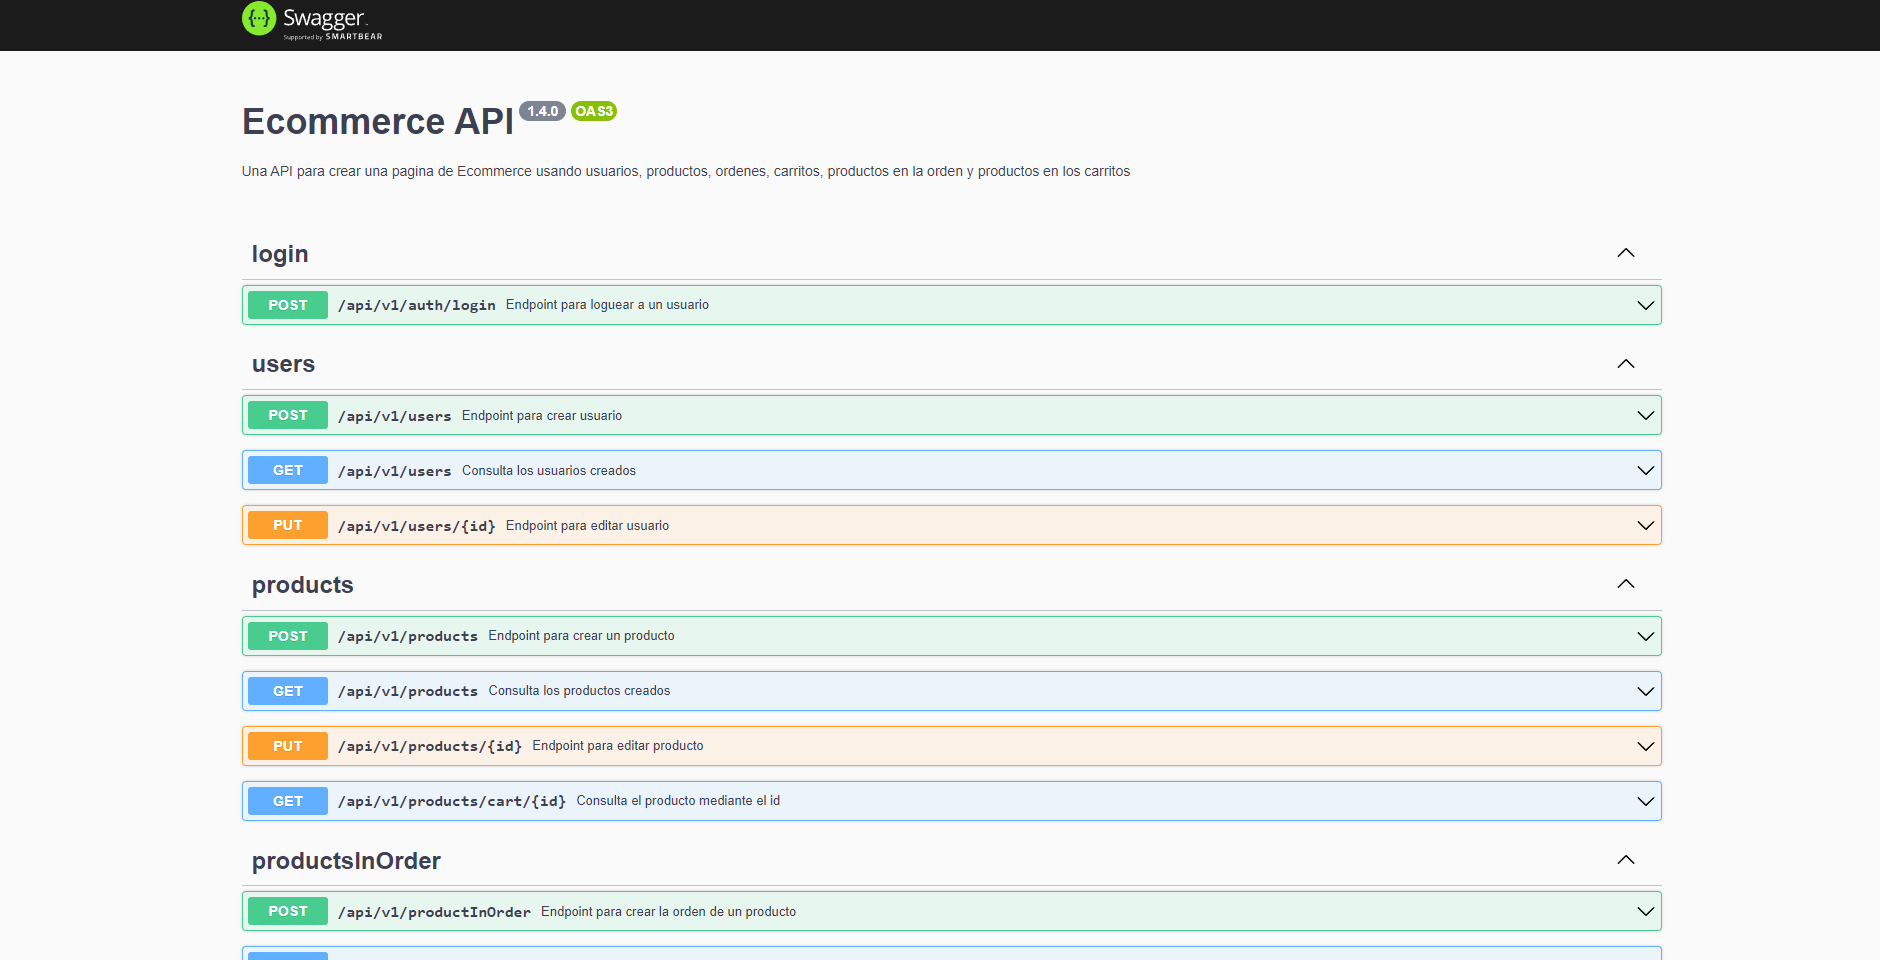 {···} Swagger
Supported by SMARTBEAR
Ecommerce API 1.4.0 OAS3
Una API para crear una pagina de Ecommerce usando usuarios, productos, ordenes, carritos, productos en la orden y productos en los carritos
login
POST /api/v1/auth/login Endpoint para loguear a un usuario
users
POST /api/v1/users Endpoint para crear usuario
GET /api/v1/users Consulta los usuarios creados
PUT /api/v1/users/{id} Endpoint para editar usuario
products
POST /api/v1/products Endpoint para crear un producto
GET /api/v1/products Consulta los productos creados
PUT /api/v1/products/{id} Endpoint para editar producto
GET /api/v1/products/cart/{id} Consulta el producto mediante el id
productsInOrder
POST /api/v1/productInOrder Endpoint para crear la orden de un producto